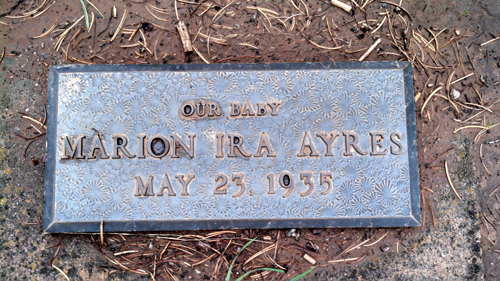 OUR BABY
MARION IRA AYRES
MAY 23, 1935